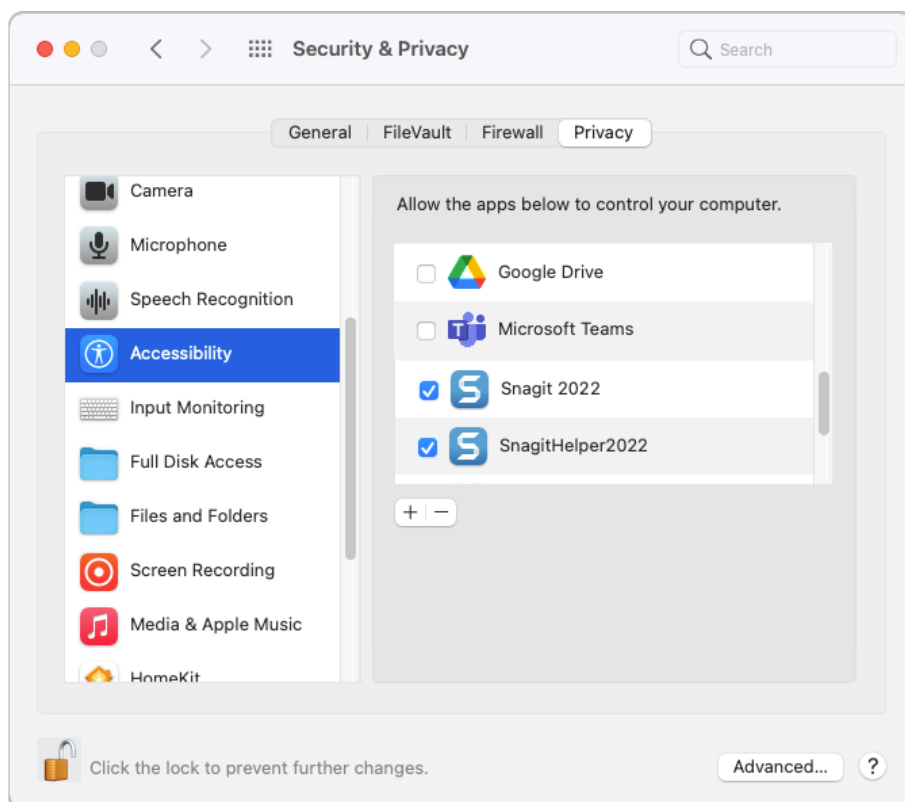 Security & Privacy
Search
General
FileVault
Firewall
Privacy
Camera
Microphone
Speech Recognition
Accessibility
Input Monitoring
Full Disk Access
Files and Folders
Screen Recording
Media & Apple Music
HomeKit
Allow the apps below to control your computer.
Google Drive
T
Microsoft Teams
S
Snagit 2022
S
SnagitHelper2022
+ −
Click the lock to prevent further changes.
Advanced...
?